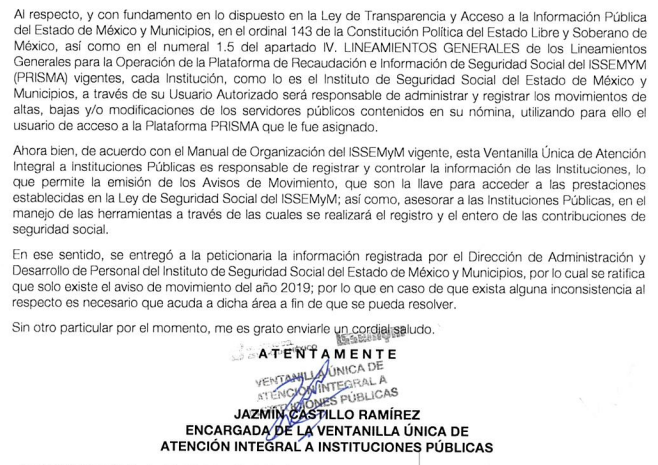 Al respecto, y con fundamento en lo dispuesto en la Ley de Transparencia y Acceso a la Información Pública
del Estado de México y Municipios, en el ordinal 143 de la Constitución Política del Estado Libre y Soberano de
México, así como en el numeral 1.5 del apartado IV. LINEAMIENTOS GENERALES de los Lineamientos
Generales para la Operación de la Plataforma de Recaudación e Información de Seguridad Social del ISSEMYM
(PRISMA) vigentes, cada Institución, como lo es el Instituto de Seguridad Social del Estado de México y
Municipios, a través de su Usuario Autorizado será responsable de administrar y registrar los movimientos de
altas, bajas y/o modificaciones de los servidores públicos contenidos en su nómina, utilizando para ello el
usuario de acceso a la Plataforma PRISMA que le fue asignado.
Ahora bien, de acuerdo con el Manual de Organización del ISSEMyM vigente, esta Ventanilla Única de Atención
Integral a Instituciones Públicas es responsable de registrar y controlar la información de las Instituciones, lo
que permite la emisión de los Avisos de Movimiento, que son la llave para acceder a las prestaciones
establecidas en la Ley de Seguridad Social del ISSEMyM; así como, asesorar a las Instituciones Públicas, en el
manejo de las herramientas a través de las cuales se realizará el registro y el entero de las contribuciones de
seguridad social.
En ese sentido, se entregó a la peticionaria la información registrada por el Dirección de Administración y
Desarrollo de Personal del Instituto de Seguridad Social del Estado de México y Municipios, por lo cual se ratifica
que solo existe el aviso de movimiento del año 2019; por lo que en caso de que exista alguna inconsistencia al
respecto es necesario que acuda a dicha área a fin de que se pueda resolver.
Sin otro particular por el momento, me es grato enviarle un cordial saludo.
ATENTAMENTE
VENTANILLA ÚNICA DE
ATENCIÓN INTEGRAL A
INSTITUCIONES PÚBLICAS
JAZMÍN CASTILLO RAMÍREZ
ENCARGADA DE LA VENTANILLA ÚNICA DE
ATENCIÓN INTEGRAL A INSTITUCIONES PÚBLICAS